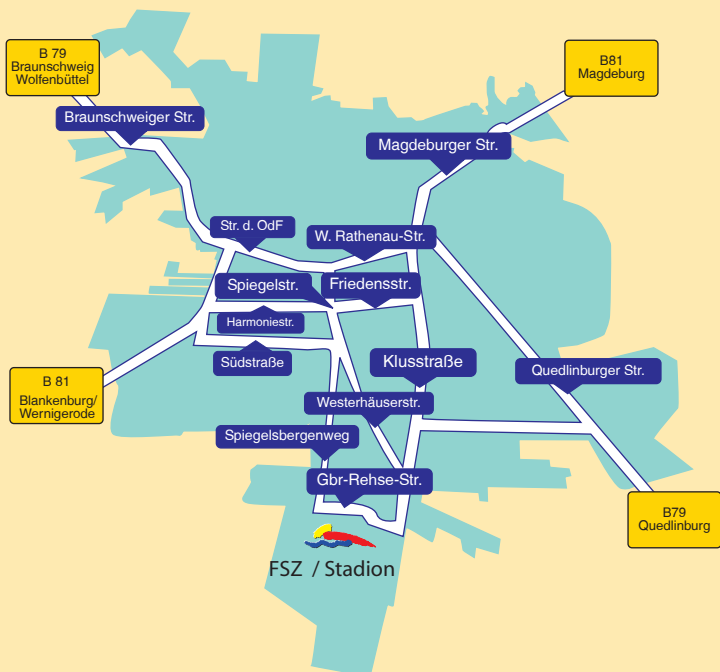 B 79
Braunschweig
Wolfenbüttel
B81
Magdeburg
Braunschweiger Str.
Magdeburger Str.
Str. d. OdF
W. Rathenau-Str.
Spiegelstr.
Friedensstr.
Harmoniestr.
Südstraße
Klusstraße
Quedlinburger Str.
B 81
Blankenburg/
Wernigerode
Westerhäuserstr.
Spiegelsbergenweg
Gbr-Rehse-Str.
B79
Quedlinburg
FSZ / Stadion